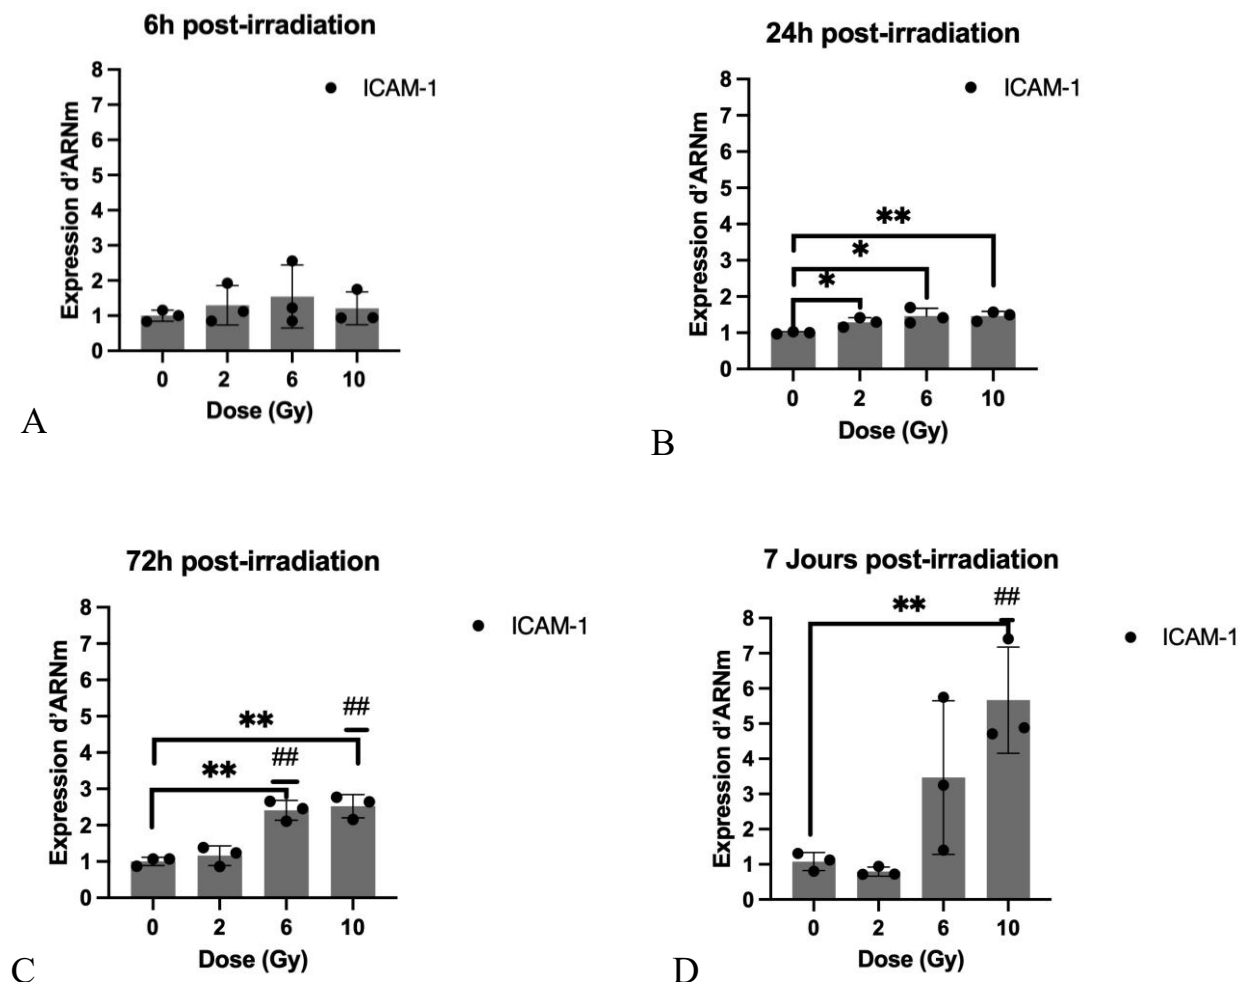 6h post-irradiation
ICAM-1
Expression d'ARNm
8
7
6
5
4
3
2
1
0
0 2 6 10
Dose (Gy)
A
24h post-irradiation
ICAM-1
Expression d'ARNm
8
7
6
5
4
3
2
1
0
**
*
*
0 2 6 10
Dose (Gy)
B
72h post-irradiation
ICAM-1
Expression d'ARNm
8
7
6
5
4
3
2
1
0
##
**
##
**
0 2 6 10
Dose (Gy)
C
7 Jours post-irradiation
ICAM-1
Expression d'ARNm
8
7
6
5
4
3
2
1
0
##
**
0 2 6 10
Dose (Gy)
D